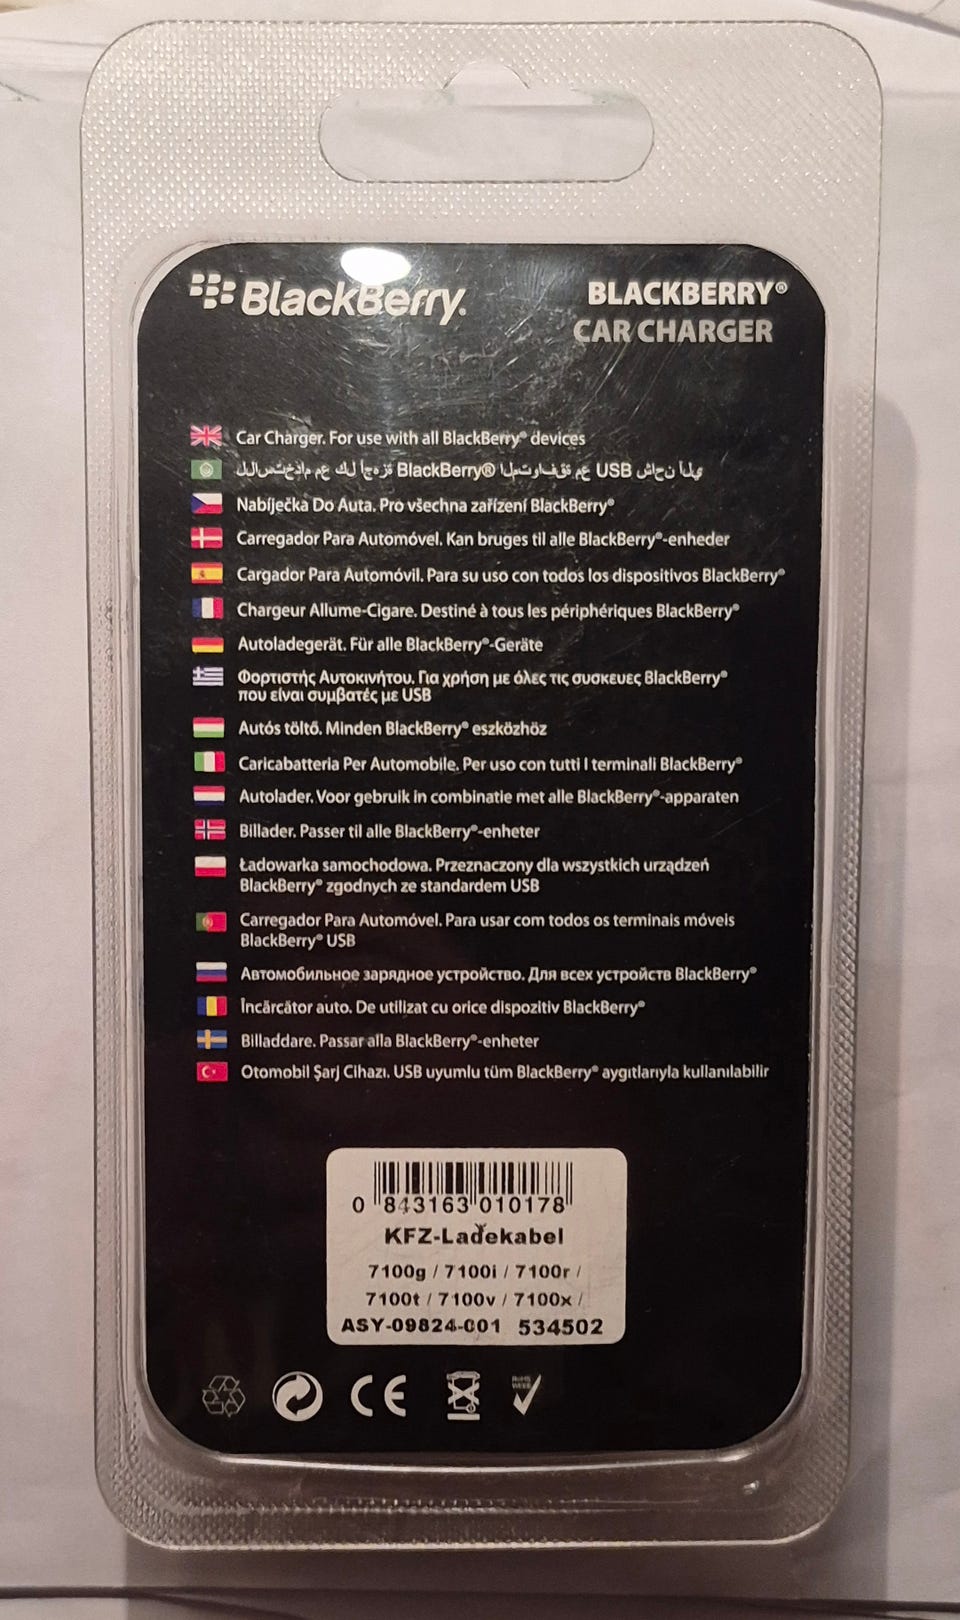 BlackBerry.
BLACKBERRY®
CAR CHARGER
Car Charger. For use with all BlackBerry® devices
للاستخدام مع كل أجهزة BlackBerry® المتوافقة مع USB شاحن ألي
Nabíječka Do Auta. Pro všechna zařízení BlackBerry®
Carregador Para Automóvel. Kan bruges til alle BlackBerry®-enheder
Cargador Para Automóvil. Para su uso con todos los dispositivos BlackBerry®
Chargeur Allume-Cigare. Destiné à tous les périphériques BlackBerry®
Autoladegerät. Für alle BlackBerry®-Geräte
Φορτιστής Αυτοκινήτου. Για χρήση με όλες τις συσκευες BlackBerry®
που είναι συμβατές με USB
Autós töltő. Minden BlackBerry® eszközhöz
Caricabatteria Per Automobile. Per uso con tutti I terminali BlackBerry®
Autolader. Voor gebruik in combinatie met alle BlackBerry®-apparaten
Billader. Passer til alle BlackBerry®-enheter
Ładowarka samochodowa. Przeznaczony dla wszystkich urządzeń
BlackBerry® zgodnych ze standardem USB
Carregador Para Automóvel. Para usar com todos os terminais móveis
BlackBerry® USB
Автомобильное зарядное устройство. Для всех устройств BlackBerry®
Încărcător auto. De utilizat cu orice dispozitiv BlackBerry®
Billaddare. Passar alla BlackBerry®-enheter
Otomobil Şarj Cihazı. USB uyumlu tüm BlackBerry® aygıtlarıyla kullanılabilir
0 843163 010178
KFZ-Ladekabel
7100g / 7100i / 7100r /
7100t / 7100v / 7100x /
ASY-09824-001 534502
CE
RoHS
WEEE